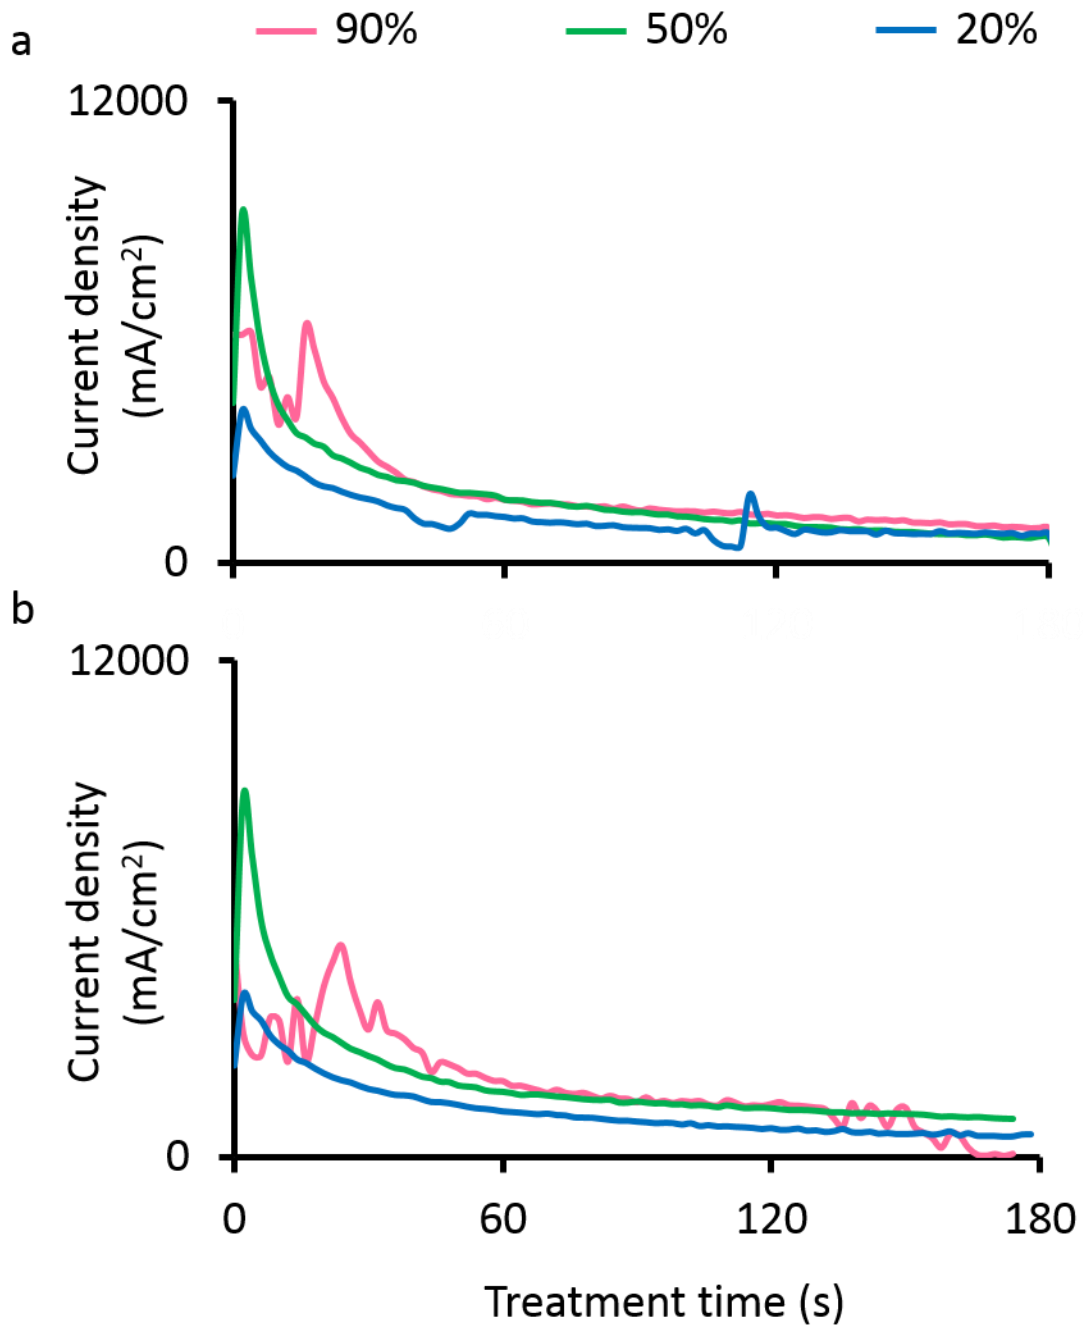 a
90% 50% 20%
12000
Current density
(mA/cm²)
0
b
12000
Current density
(mA/cm²)
0
0 60 120 180
Treatment time (s)